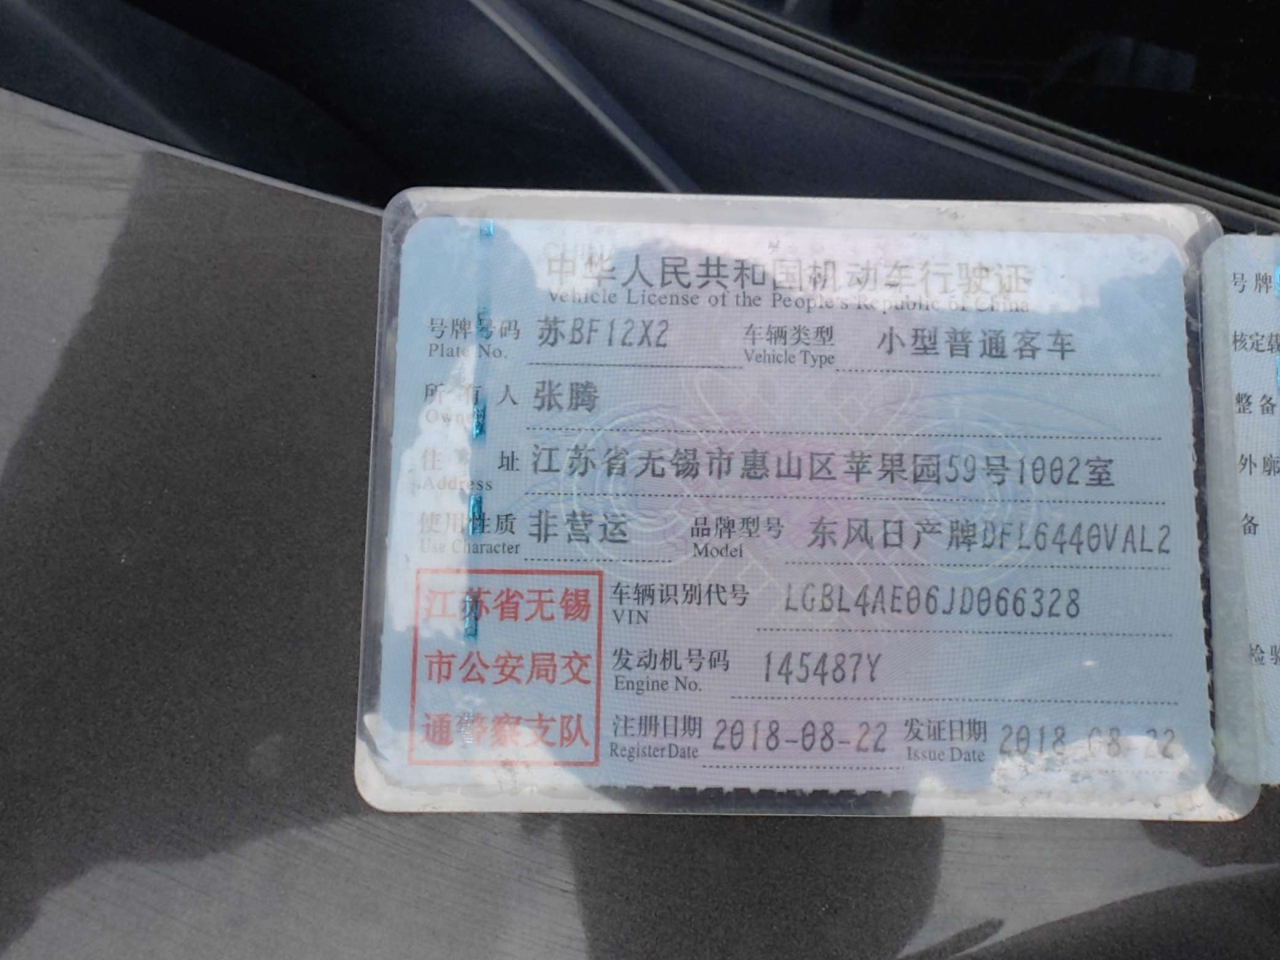 中华人民共和国机动车行驶证
Vehicle License of the People's Republic of China
号牌号码 苏BF12X2 车辆类型 小型普通客车
Plate No. Vehicle Type
所有人 张腾
Owner
住址 江苏省无锡市惠山区苹果园59号1002室
Address
使用性质 非营运 品牌型号 东风日产牌DFL6440VAL2
Use Character Model
江苏省无锡
市公安局交
通警察支队
车辆识别代号 LGBL4AE06JD066328
VIN
发动机号码 145487Y
Engine No.
注册日期 2018-08-22 发证日期 2018-08-22
Register Date Issue Date
号牌
核定载
整备
外廓
备
检验